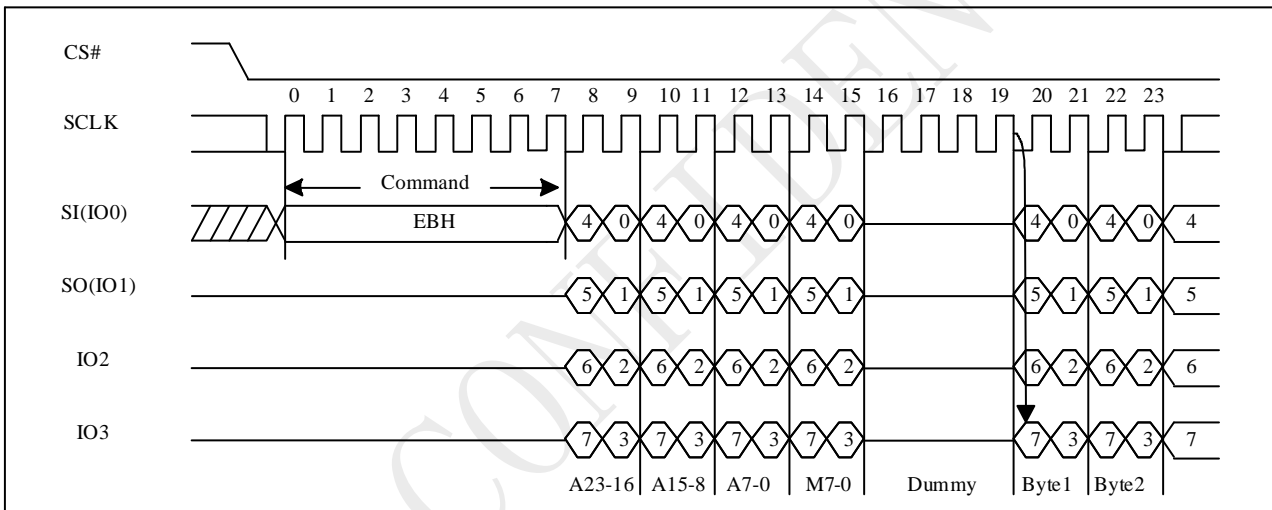 CS#
0 1 2 3 4 5 6 7 8 9 10 11 12 13 14 15 16 17 18 19 20 21 22 23
SCLK
Command
SI(IO0) EBH 4 0 4 0 4 0 4 0 4 0 4 0 4
SO(IO1) 5 1 5 1 5 1 5 1 5 1 5 1 5
IO2 6 2 6 2 6 2 6 2 6 2 6 2 6
IO3 7 3 7 3 7 3 7 3 7 3 7 3 7
A23-16 A15-8 A7-0 M7-0 Dummy Byte1 Byte2
CONFIDEN